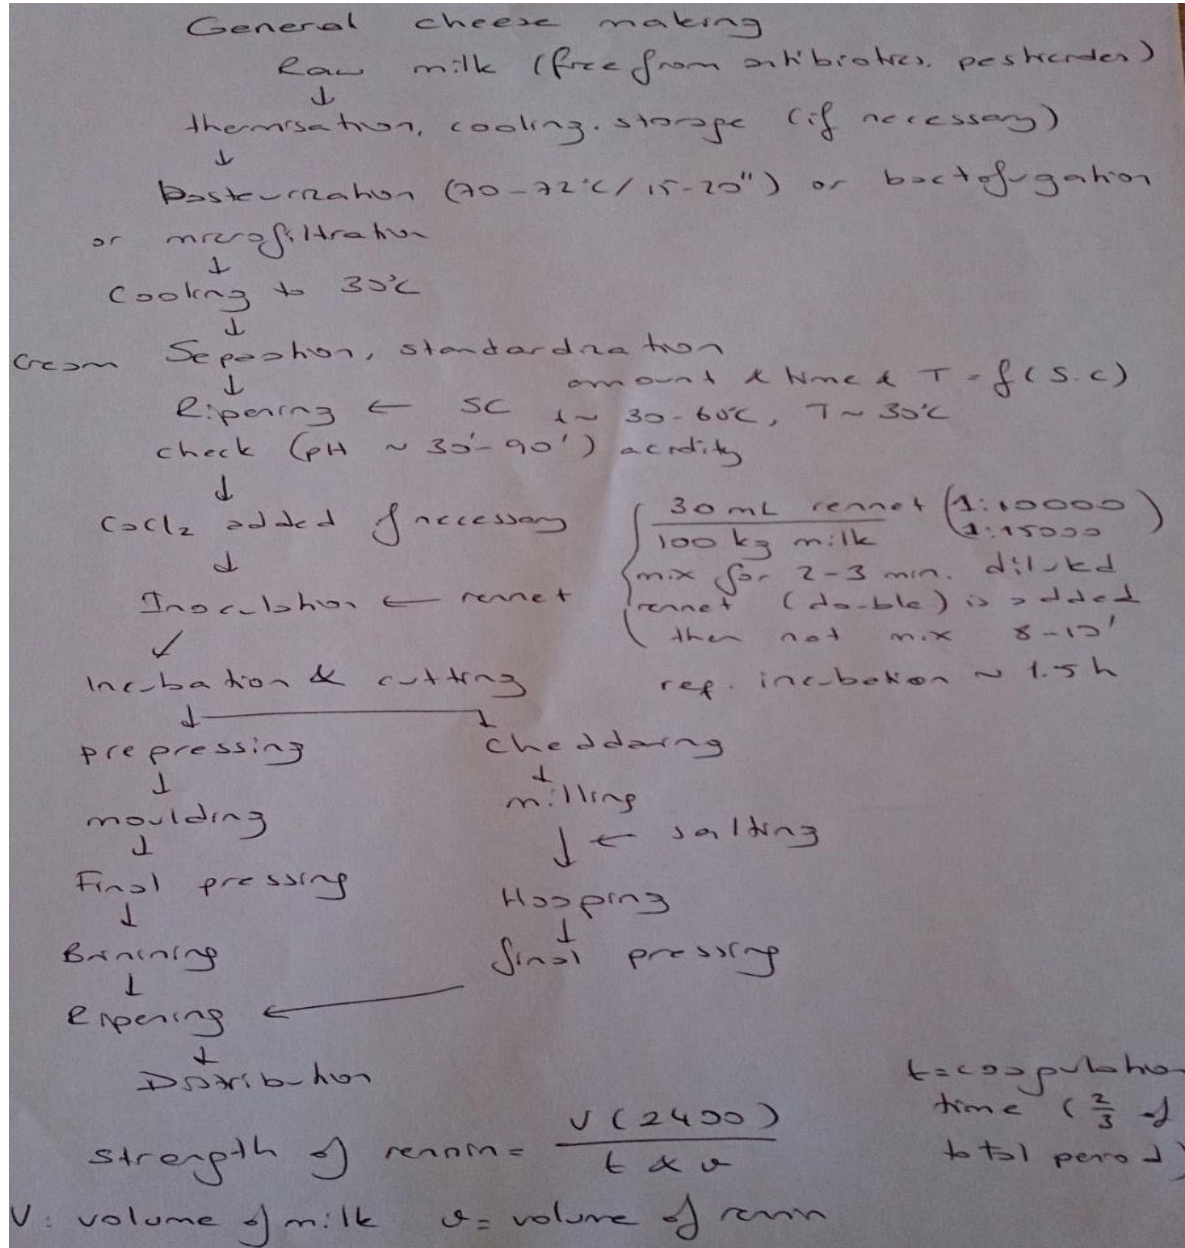 General cheese making
Raw milk (free from antibiotics, pesticides)
↓
thermisation, cooling, storage (if necessary)
↓
Pasteurization (70-72°C/15-20") or bactofugation
or microfiltration
↓
Cooling to 30°C
↓
Cream Separation, standardization
↓ amount & time & T = f(S.C)
Ripening ← SC t~ 30-60°C, T~ 30°C
check (pH ~ 30'-90') acidity
↓
CaCl2 added if necessary
30 mL rennet (1:10000
100 kg milk 1:15000)
↓
mix for 2-3 min. diluted
Inoculation ← rennet
rennet (double) is added
then not mix 8-10'
↓
Incubation & cutting ref. incubation ~ 1.5 h
↓ ↓
prepressing Cheddaring
↓ ↓
moulding milling
↓ ↓ ← salting
Final pressing Hooping
↓ ↓
Brinining final pressing
↓
Ripening ←
↓
Distribution
t = coagulation
time (2/3 of
total period)
strength of rennin = V(2400) / t x v
V: volume of milk v = volume of rennin